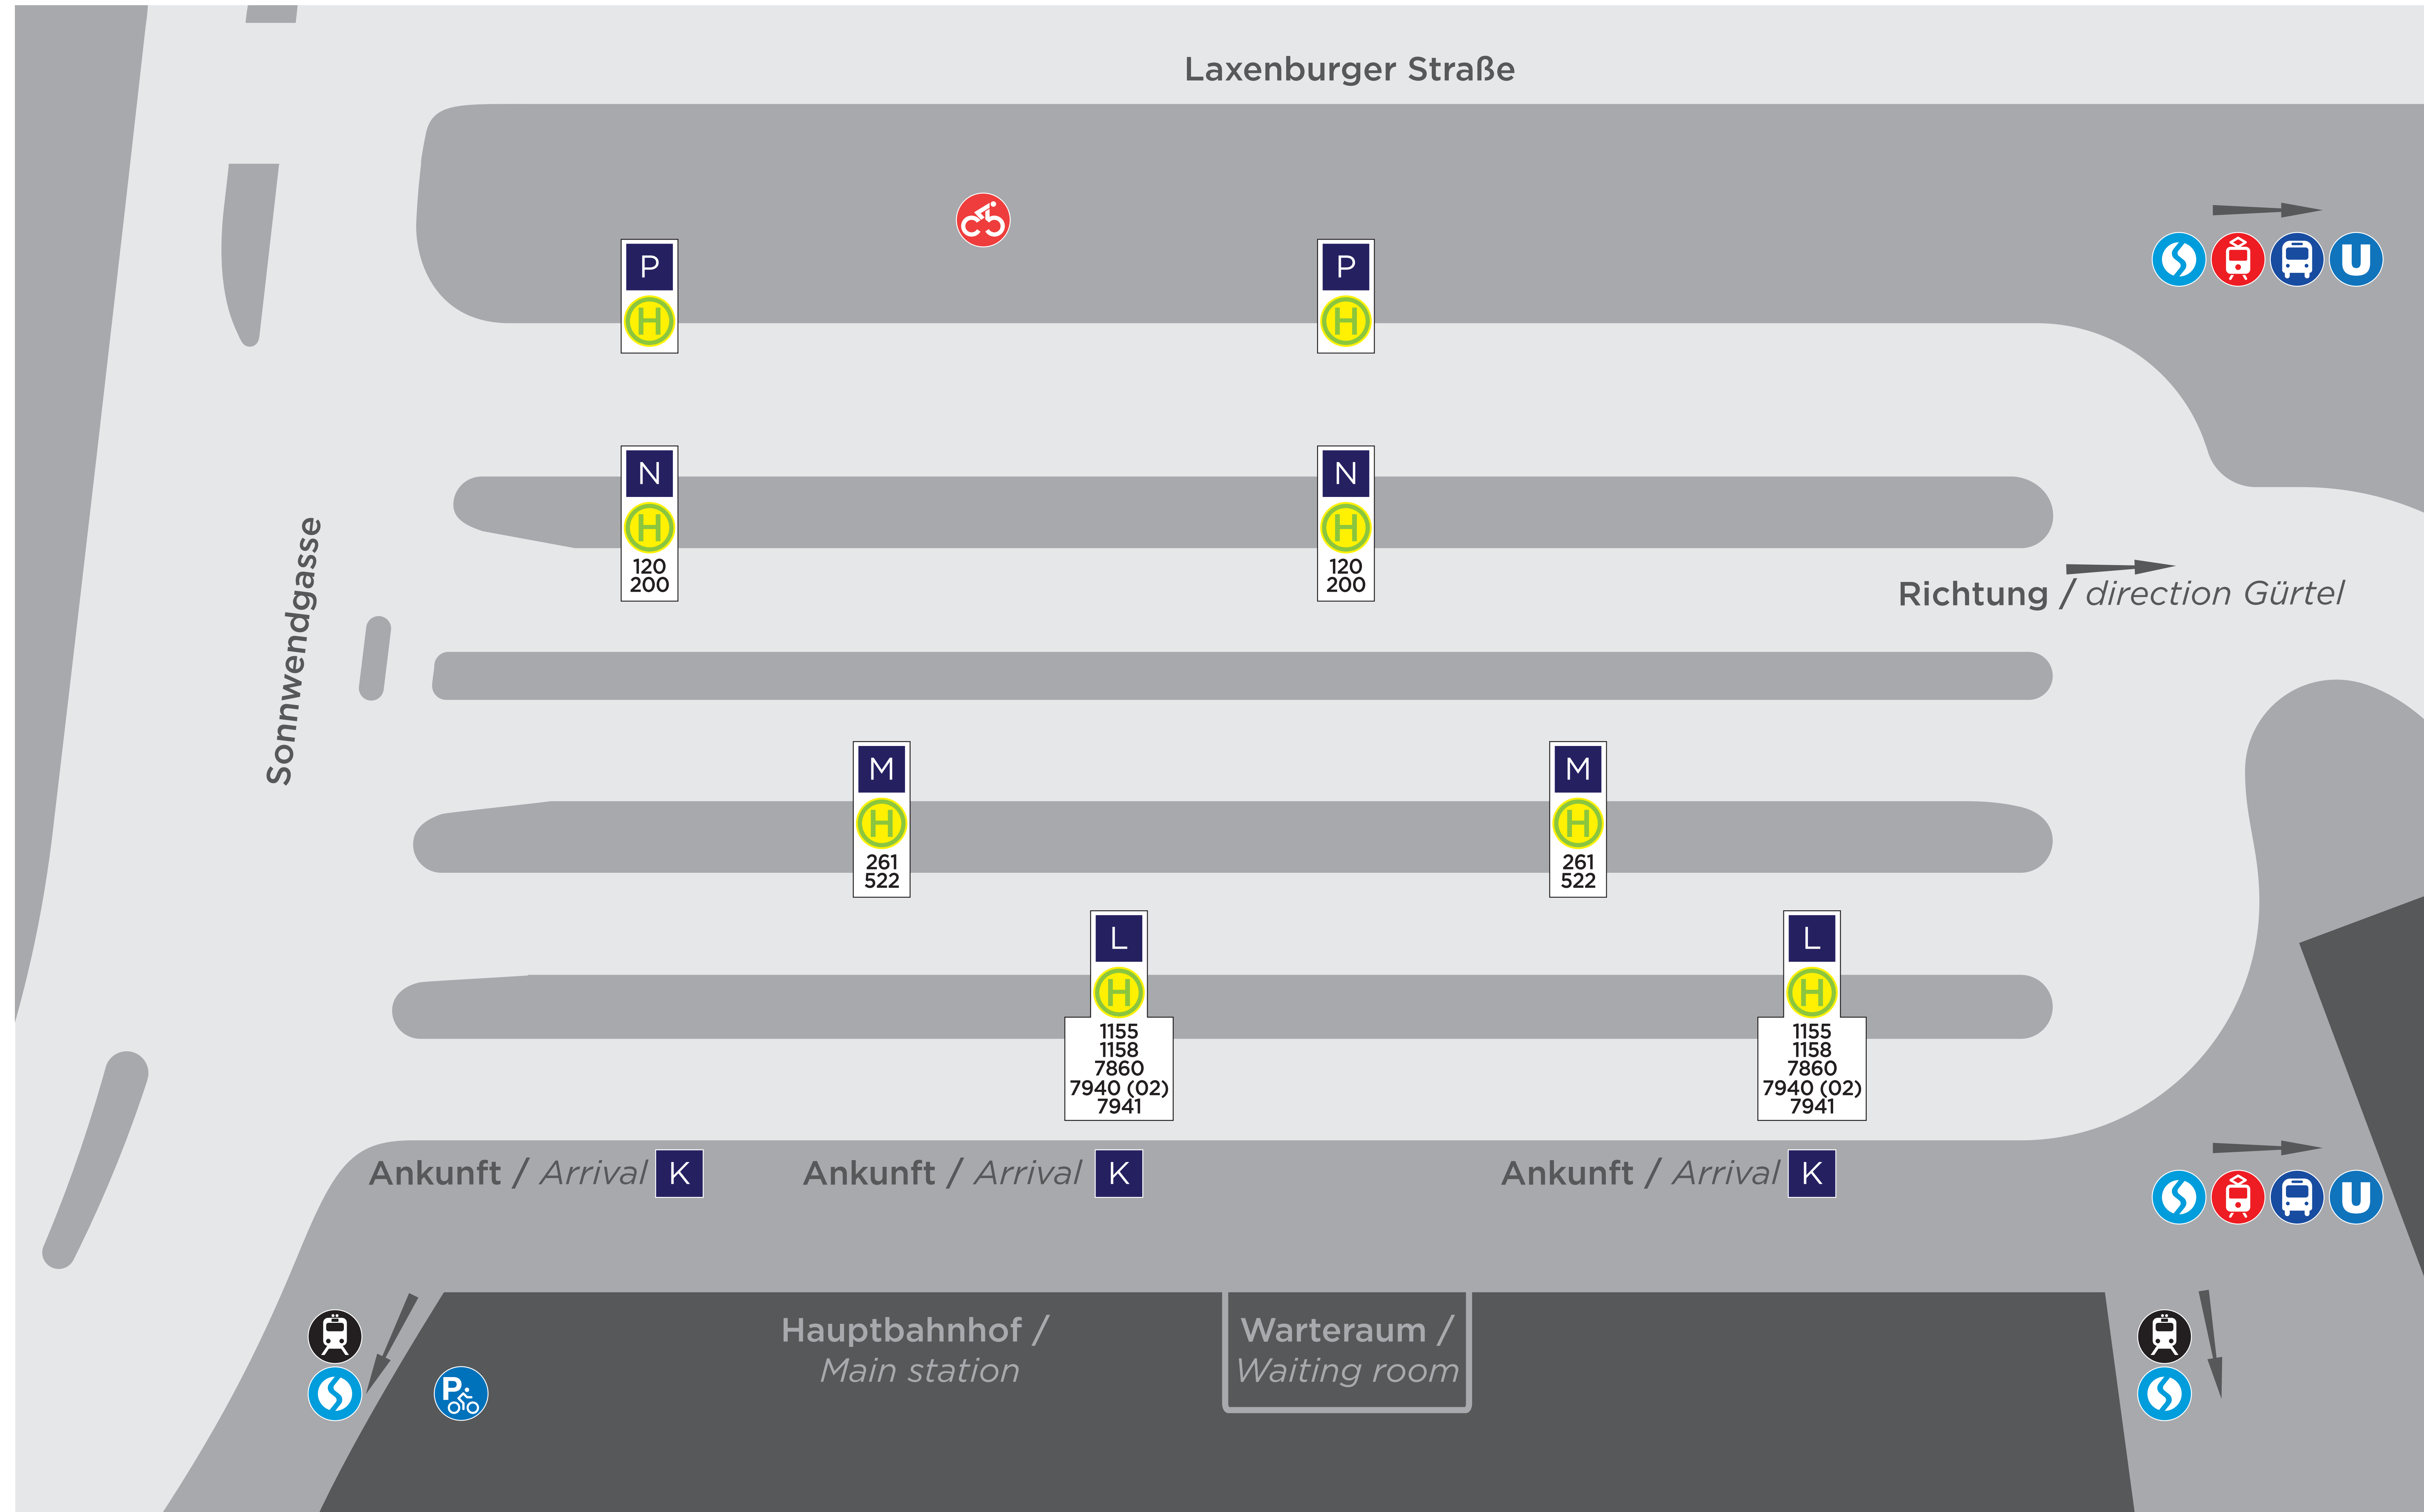 Laxenburger Straße
P
H
P
H
U
N
H
120
200
N
H
120
200
Richtung / direction Gürtel
Sonnwendgasse
M
H
261
522
M
H
261
522
L
H
1155
1158
7860
7940 (02)
7941
L
H
1155
1158
7860
7940 (02)
7941
Ankunft / Arrival K
Ankunft / Arrival K
Ankunft / Arrival K
U
Hauptbahnhof /
Main station
Warteraum /
Waiting room
P